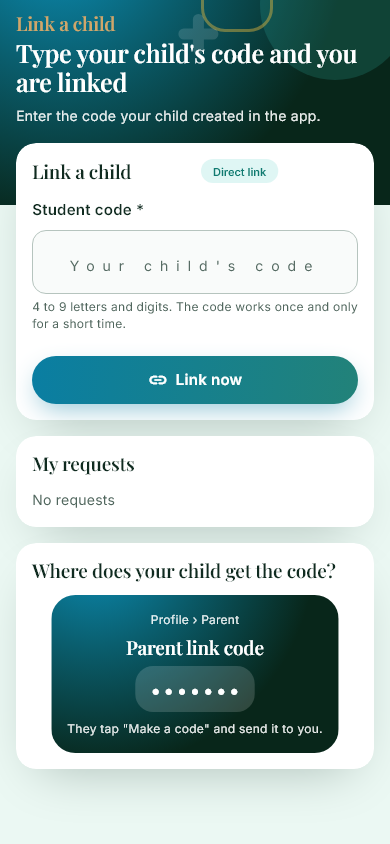 Link a child
Type your child's code and you
are linked
Enter the code your child created in the app.
Link a child
Direct link
Student code *
Your child's code
4 to 9 letters and digits. The code works once and only
for a short time.
Link now
My requests
No requests
Where does your child get the code?
Profile › Parent
Parent link code
•••••••
They tap "Make a code" and send it to you.